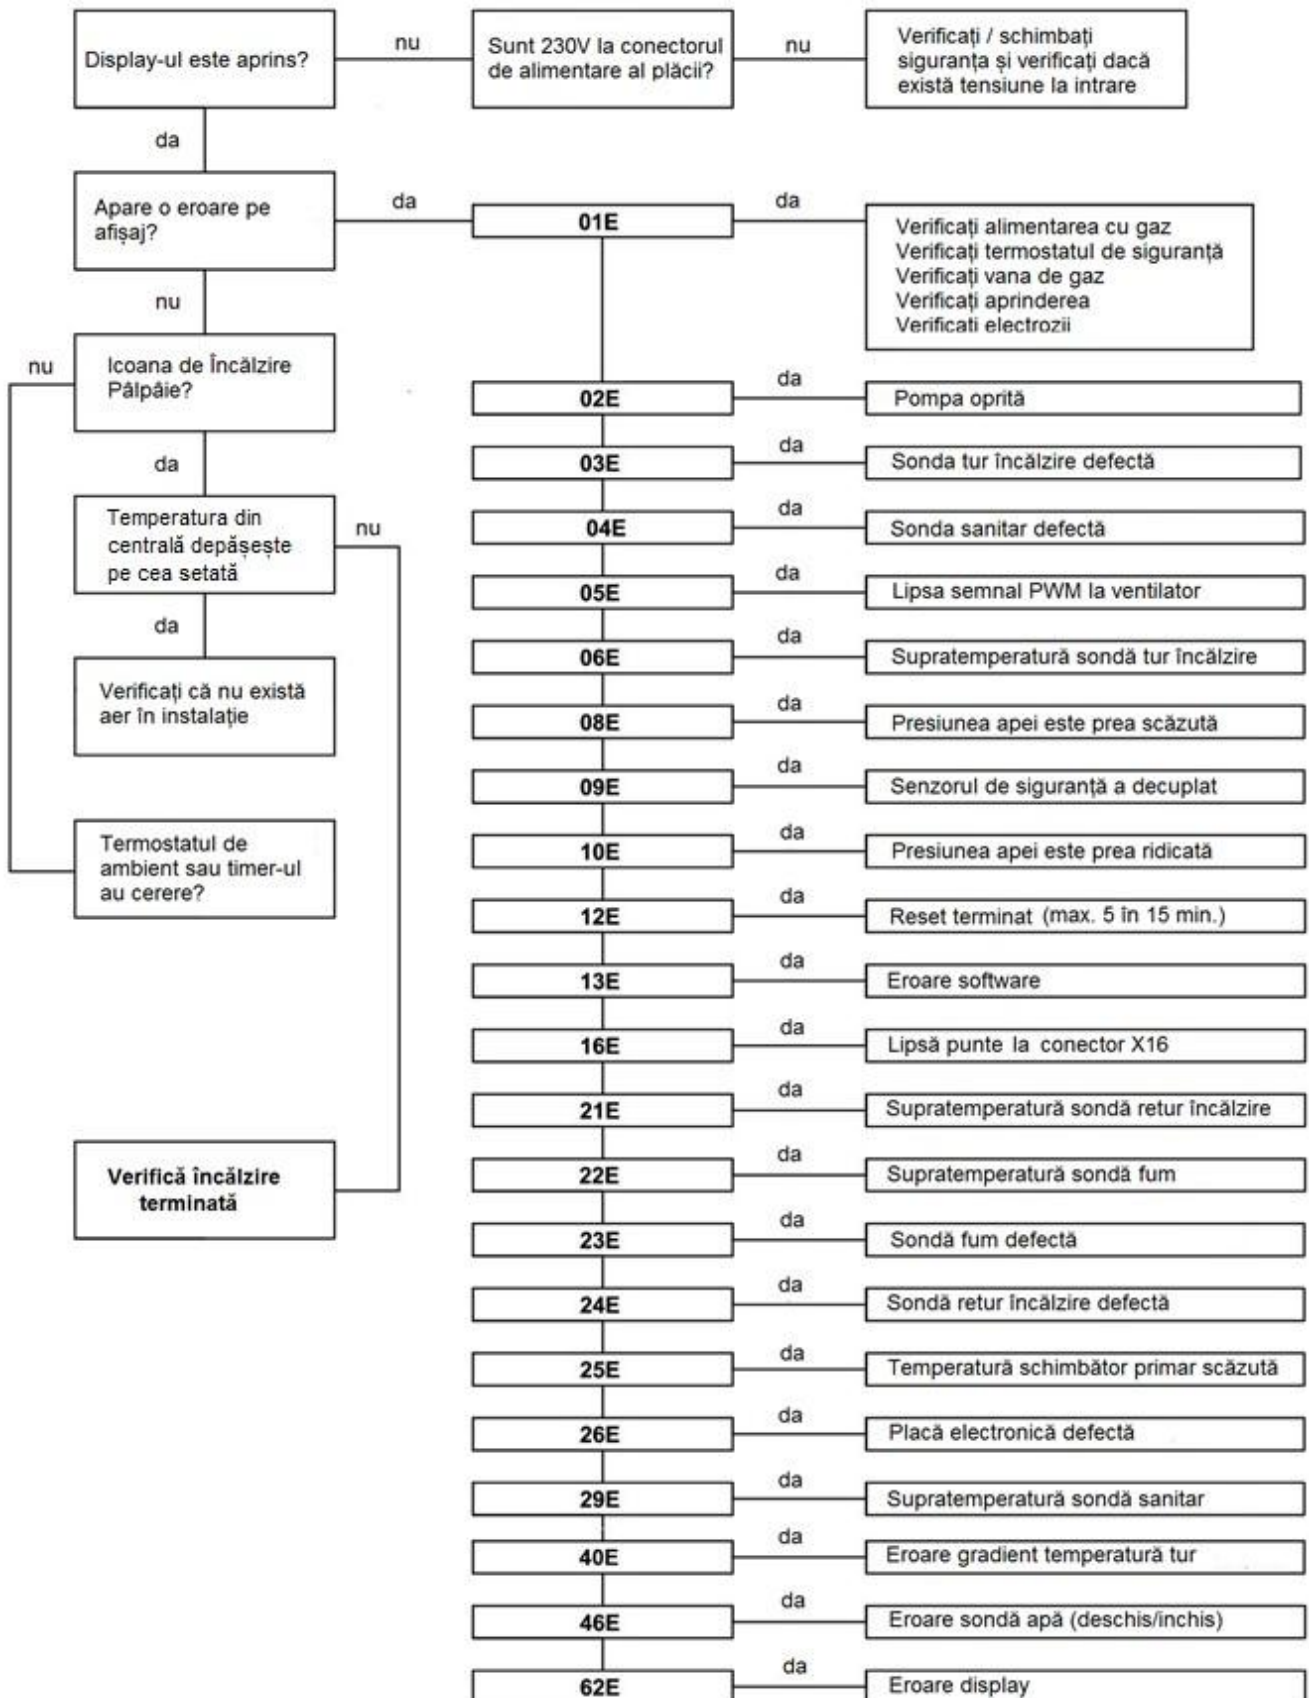 Display-ul este aprins?
nu
Sunt 230V la conectorul
de alimentare al plăcii?
nu
Verificați / schimbați
siguranța și verificați dacă
există tensiune la intrare
da
Apare o eroare pe
afișaj?
da
01E
da
Verificați alimentarea cu gaz
Verificați termostatul de siguranță
Verificați vana de gaz
Verificați aprinderea
Verificati electrozii
nu
nu
Icoana de Încălzire
Pâlpâie?
02E
da
Pompa oprită
da
03E
da
Sonda tur încălzire defectă
Temperatura din
centrală depășește
pe cea setată
nu
04E
da
Sonda sanitar defectă
05E
da
Lipsa semnal PWM la ventilator
da
06E
da
Supratemperatură sondă tur încălzire
Verificați că nu există
aer în instalație
08E
da
Presiunea apei este prea scăzută
09E
da
Senzorul de siguranță a decuplat
Termostatul de
ambient sau timer-ul
au cerere?
10E
da
Presiunea apei este prea ridicată
12E
da
Reset terminat (max. 5 în 15 min.)
13E
da
Eroare software
16E
da
Lipsă punte la conector X16
21E
da
Supratemperatură sondă retur încălzire
Verifică încălzire
terminată
22E
da
Supratemperatură sondă fum
23E
da
Sondă fum defectă
24E
da
Sondă retur încălzire defectă
25E
da
Temperatură schimbător primar scăzută
26E
da
Placă electronică defectă
29E
da
Supratemperatură sondă sanitar
40E
da
Eroare gradient temperatură tur
46E
da
Eroare sondă apă (deschis/inchis)
62E
da
Eroare display